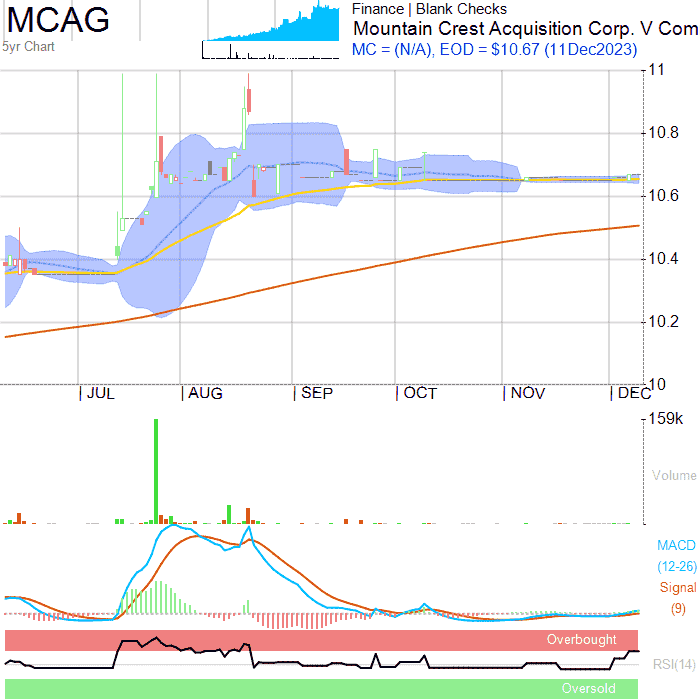 MCAG
5yr Chart
Finance | Blank Checks
Mountain Crest Acquisition Corp. V Com
MC = (N/A), EOD = $10.67 (11Dec2023)
11
10.8
10.6
10.4
10.2
10
JUL AUG SEP OCT NOV DEC
159k
Volume
MACD
(12-26)
Signal
(9)
Overbought
RSI(14)
Oversold